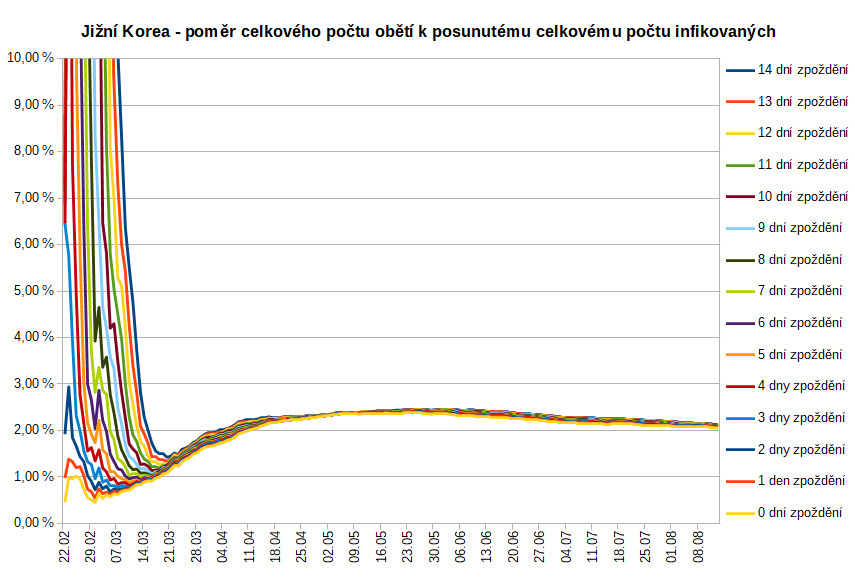 Jižní Korea - poměr celkového počtu obětí k posunutému celkovému počtu infikovaných
10,00 %
9,00 %
8,00 %
7,00 %
6,00 %
5,00 %
4,00 %
3,00 %
2,00 %
1,00 %
0,00 %
22.02
29.02
07.03
14.03
21.03
28.03
04.04
11.04
18.04
25.04
02.05
09.05
16.05
23.05
30.05
06.06
13.06
20.06
27.06
04.07
11.07
18.07
25.07
01.08
08.08
14 dní zpoždění
13 dní zpoždění
12 dní zpoždění
11 dní zpoždění
10 dní zpoždění
9 dní zpoždění
8 dní zpoždění
7 dní zpoždění
6 dní zpoždění
5 dní zpoždění
4 dny zpoždění
3 dny zpoždění
2 dny zpoždění
1 den zpoždění
0 dní zpoždění